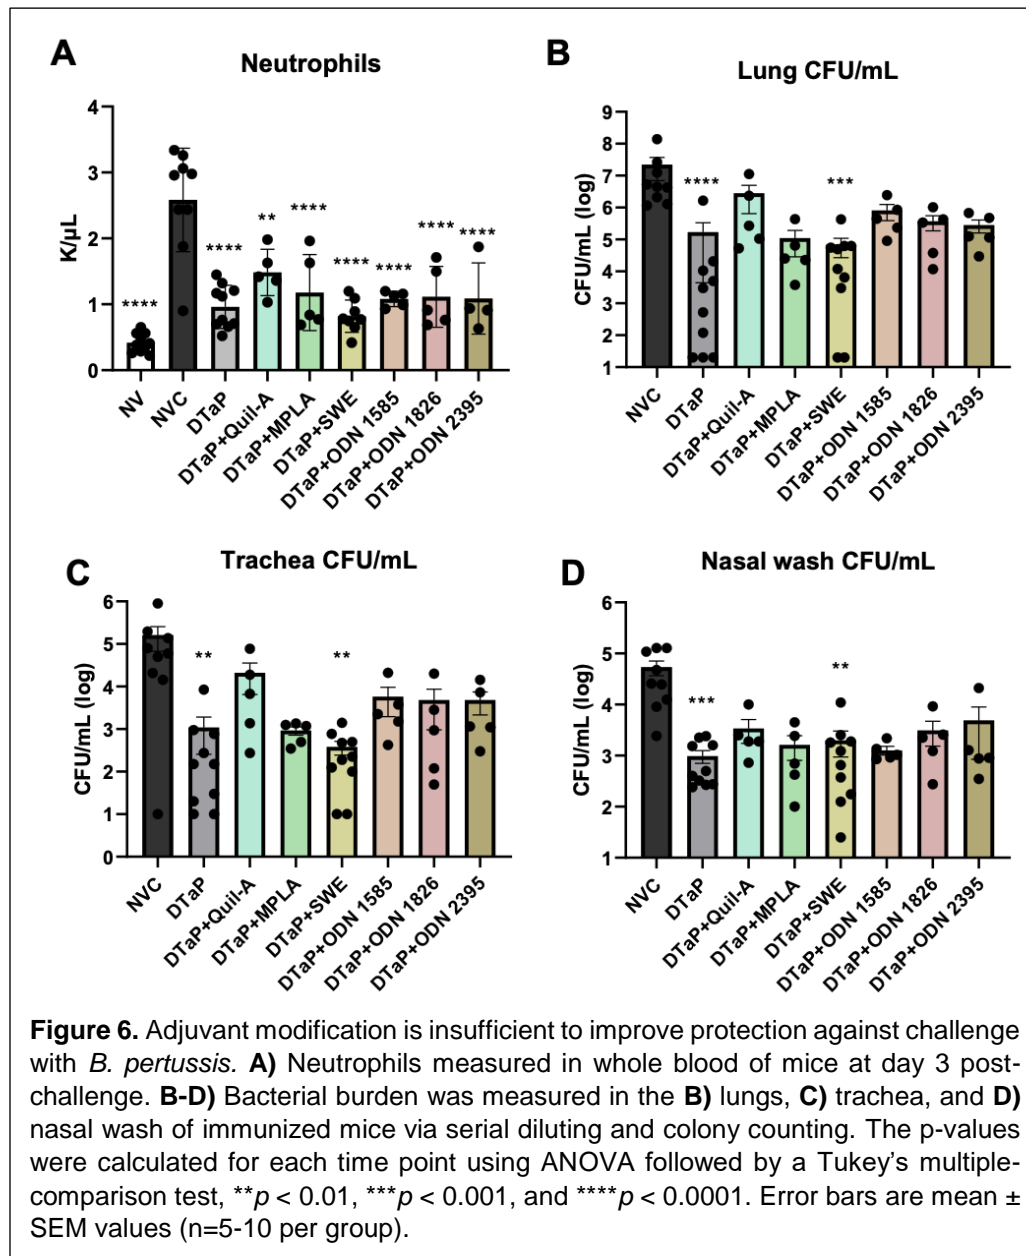 A
Neutrophils
K/µL
4
3
2
1
0
****
****
**
****
****
****
****
****
NV
NVC
DTaP
DTaP+Quil-A
DTaP+MPLA
DTaP+SWE
DTaP+ODN 1585
DTaP+ODN 1826
DTaP+ODN 2395
B
Lung CFU/mL
CFU/mL (log)
9
8
7
6
5
4
3
2
1
****
***
NVC
DTaP
DTaP+Quil-A
DTaP+MPLA
DTaP+SWE
DTaP+ODN 1585
DTaP+ODN 1826
DTaP+ODN 2395
C
Trachea CFU/mL
CFU/mL (log)
6
5
4
3
2
1
0
**
**
NVC
DTaP
DTaP+Quil-A
DTaP+MPLA
DTaP+SWE
DTaP+ODN 1585
DTaP+ODN 1826
DTaP+ODN 2395
D
Nasal wash CFU/mL
CFU/mL (log)
6
5
4
3
2
1
***
**
NVC
DTaP
DTaP+Quil-A
DTaP+MPLA
DTaP+SWE
DTaP+ODN 1585
DTaP+ODN 1826
DTaP+ODN 2395
Figure 6. Adjuvant modification is insufficient to improve protection against challenge
with B. pertussis. A) Neutrophils measured in whole blood of mice at day 3 post-
challenge. B-D) Bacterial burden was measured in the B) lungs, C) trachea, and D)
nasal wash of immunized mice via serial diluting and colony counting. The p-values
were calculated for each time point using ANOVA followed by a Tukey's multiple-
comparison test, **p < 0.01, ***p < 0.001, and ****p < 0.0001. Error bars are mean ±
SEM values (n=5-10 per group).